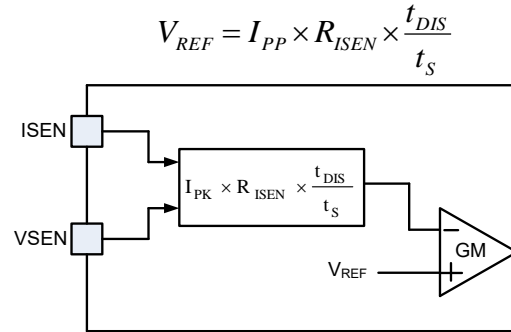 V_REF = I_PP × R_ISEN × t_DIS / t_S
ISEN
I_PK × R_ISEN × t_DIS / t_S
VSEN
−
GM
V_REF
+